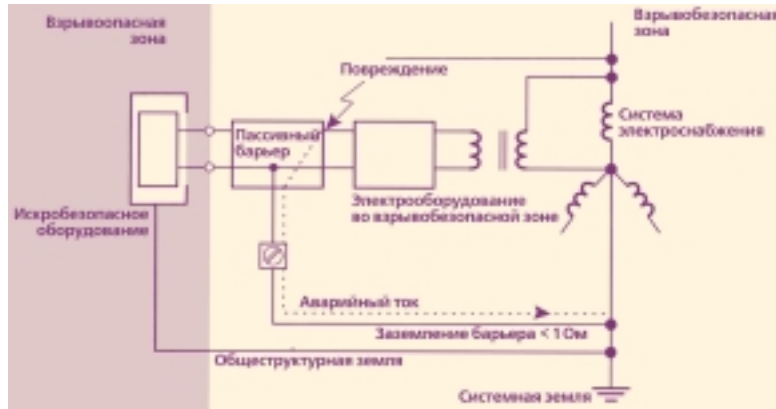 Взрывоопасная
зона
Взрывобезопасная
зона
Повреждение
Система
электроснабжения
Пассивный
барьер
Электрооборудование
во взрывобезопасной зоне
Искробезопасное
оборудование
Аварийный ток
Заземление барьера < 1 Ом
Общеструктурная земля
Системная земля